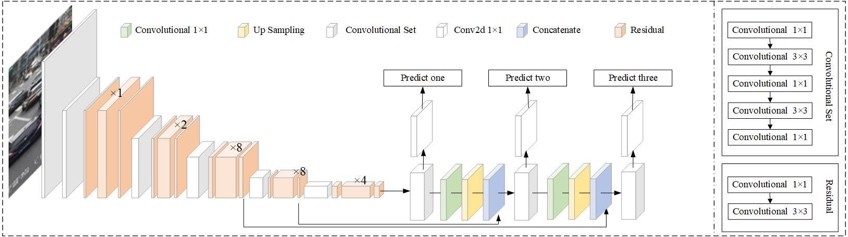 Convolutional 1×1
Up Sampling
Convolutional Set
Conv2d 1×1
Concatenate
Residual
×1
×2
×8
×8
×4
Predict one
Predict two
Predict three
Convolutional 1×1
Convolutional 3×3
Convolutional 1×1
Convolutional 3×3
Convolutional 1×1
Convolutional Set
Convolutional 1×1
Convolutional 3×3
Residual